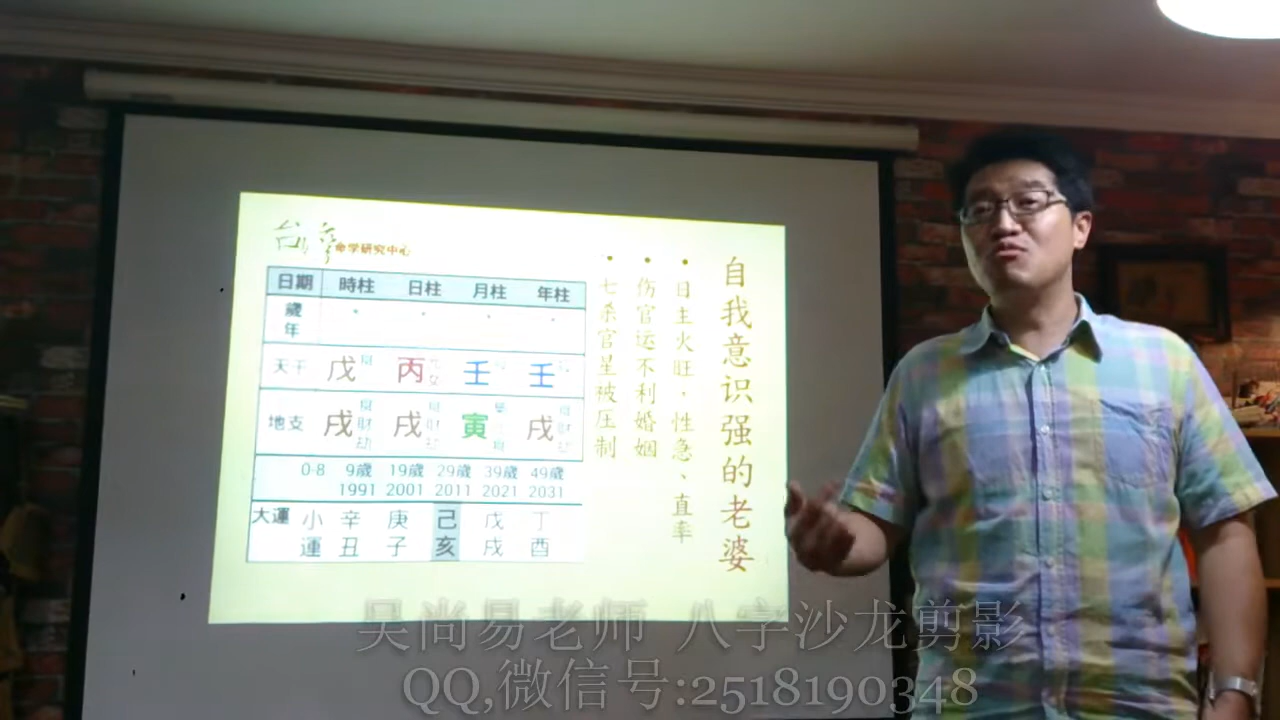 命学研究中心
日期 時柱 日柱 月柱 年柱
歲年
天干 戊 丙 壬 壬
地支 戌 戌 寅 戌
0-8 9歲 19歲 29歲 39歲 49歲
1991 2001 2011 2021 2031
大運 小運 辛丑 庚子 己亥 戊戌 丁酉
自我意识强的老婆
• 日主火旺，性急、直率
• 伤官运不利婚姻
• 七杀官星被压制
吴尚易老师 八字沙龙剪影
QQ,微信号:2518190348